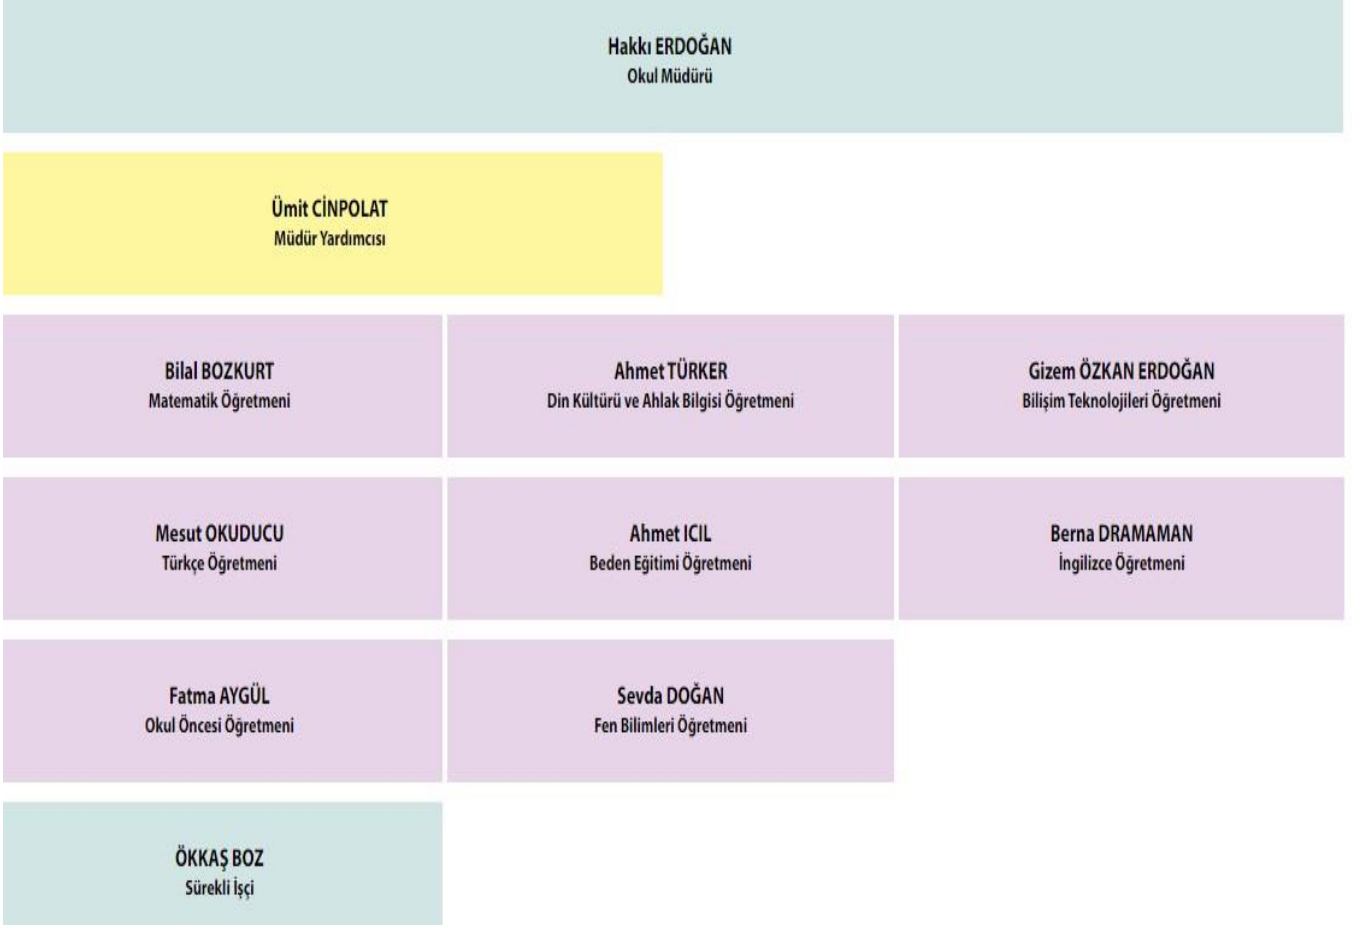 Hakkı ERDOĞAN
Okul Müdürü
Ümit CİNPOLAT
Müdür Yardımcısı
Bilal BOZKURT
Matematik Öğretmeni
Ahmet TÜRKER
Din Kültürü ve Ahlak Bilgisi Öğretmeni
Gizem ÖZKAN ERDOĞAN
Bilişim Teknolojileri Öğretmeni
Mesut OKUDUCU
Türkçe Öğretmeni
Ahmet ICIL
Beden Eğitimi Öğretmeni
Berna DRAMAMAN
İngilizce Öğretmeni
Fatma AYGÜL
Okul Öncesi Öğretmeni
Sevda DOĞAN
Fen Bilimleri Öğretmeni
ÖKKAŞ BOZ
Sürekli İşçi